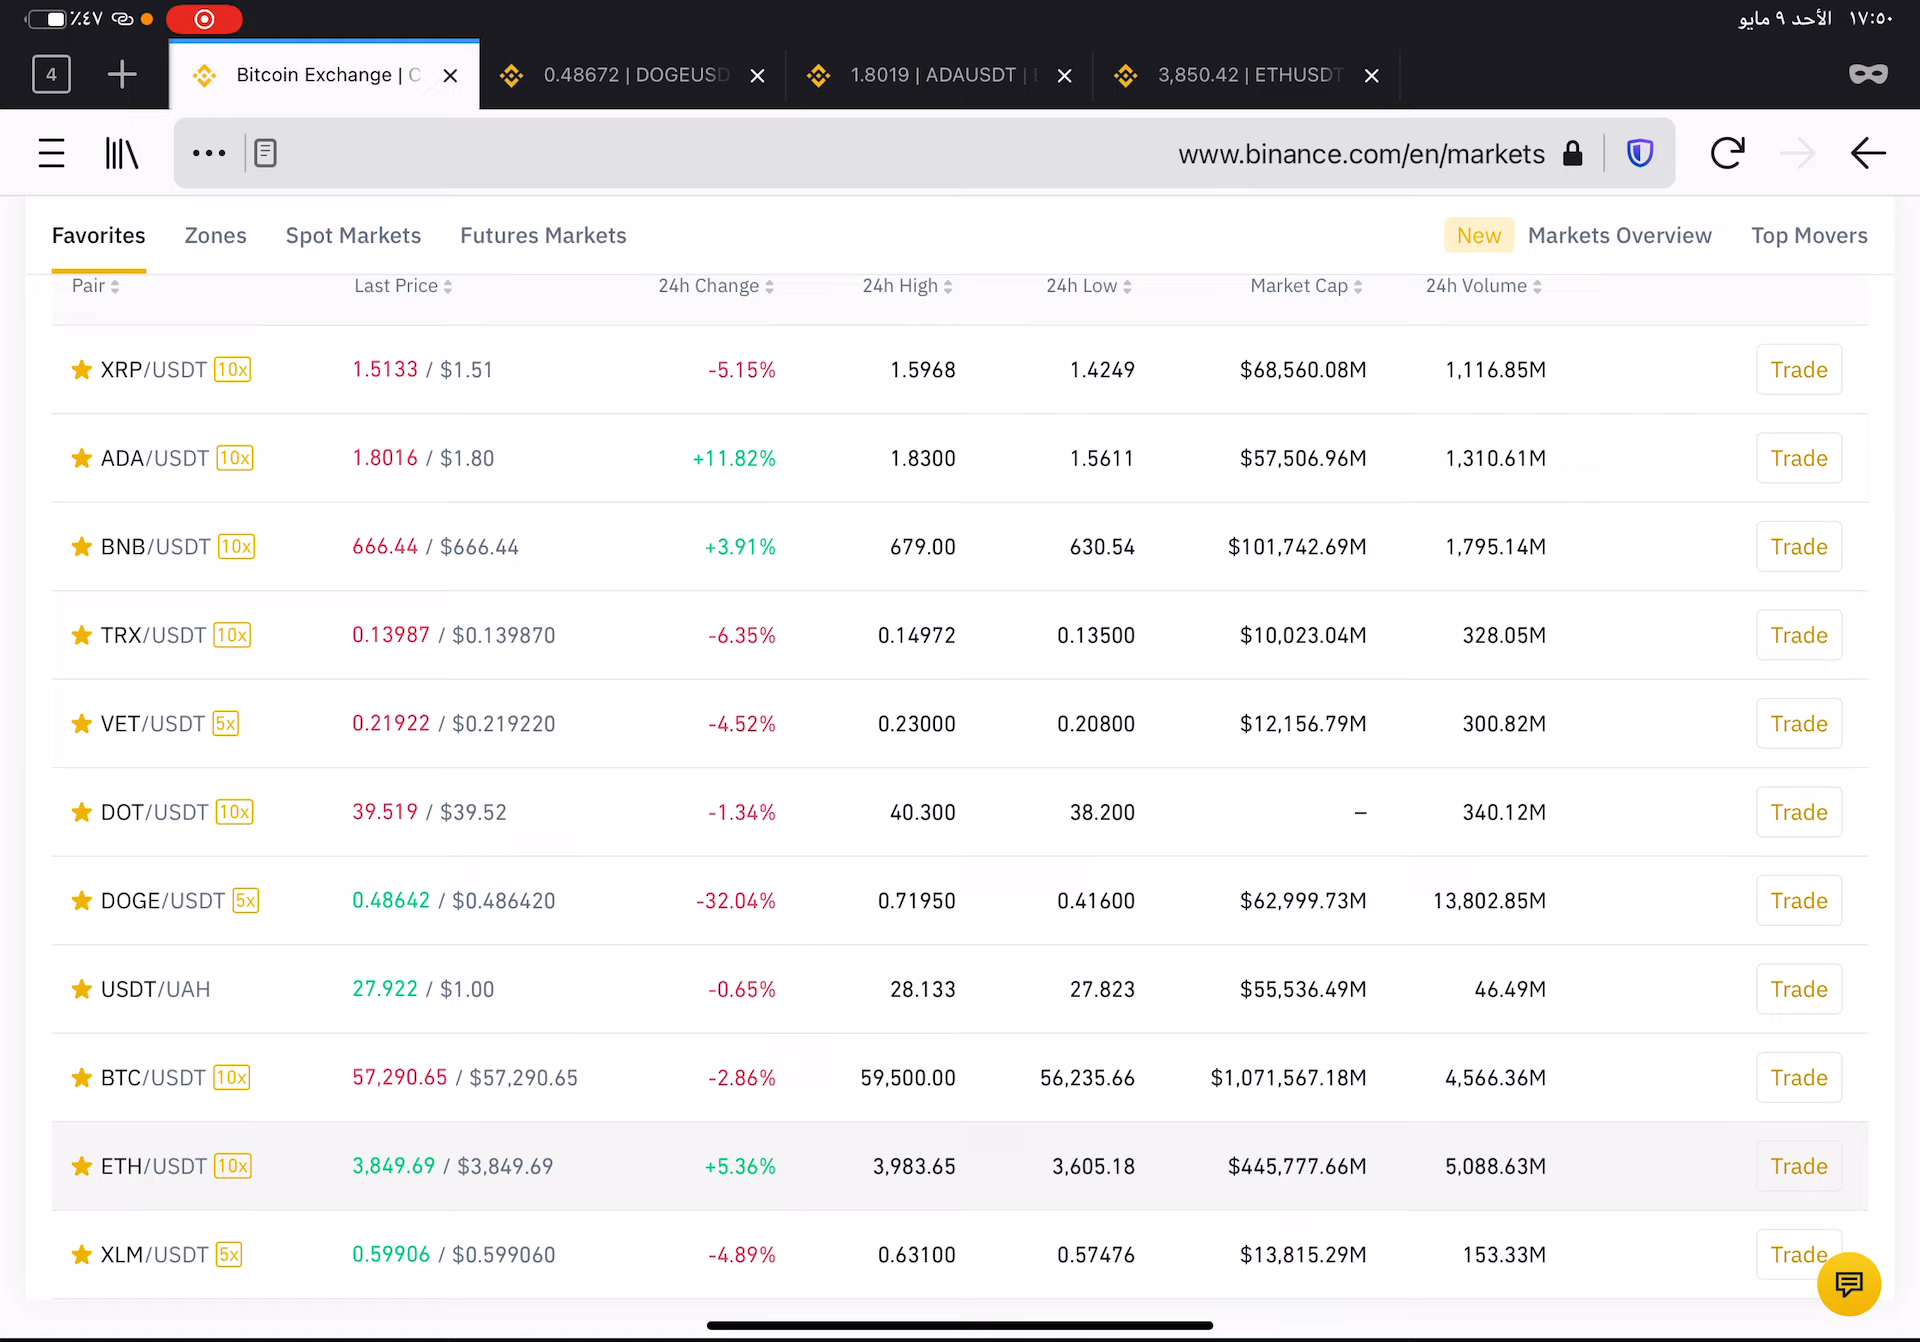 ٪٤٧
الأحد ٩ مايو ١٧:٥٠
4
Bitcoin Exchange | C
0.48672 | DOGEUSD
1.8019 | ADAUSDT |
3,850.42 | ETHUSDT
www.binance.com/en/markets
Favorites Zones Spot Markets Futures Markets New Markets Overview Top Movers
Pair Last Price 24h Change 24h High 24h Low Market Cap 24h Volume
XRP/USDT 10x 1.5133 / $1.51 -5.15% 1.5968 1.4249 $68,560.08M 1,116.85M Trade
ADA/USDT 10x 1.8016 / $1.80 +11.82% 1.8300 1.5611 $57,506.96M 1,310.61M Trade
BNB/USDT 10x 666.44 / $666.44 +3.91% 679.00 630.54 $101,742.69M 1,795.14M Trade
TRX/USDT 10x 0.13987 / $0.139870 -6.35% 0.14972 0.13500 $10,023.04M 328.05M Trade
VET/USDT 5x 0.21922 / $0.219220 -4.52% 0.23000 0.20800 $12,156.79M 300.82M Trade
DOT/USDT 10x 39.519 / $39.52 -1.34% 40.300 38.200 – 340.12M Trade
DOGE/USDT 5x 0.48642 / $0.486420 -32.04% 0.71950 0.41600 $62,999.73M 13,802.85M Trade
USDT/UAH 27.922 / $1.00 -0.65% 28.133 27.823 $55,536.49M 46.49M Trade
BTC/USDT 10x 57,290.65 / $57,290.65 -2.86% 59,500.00 56,235.66 $1,071,567.18M 4,566.36M Trade
ETH/USDT 10x 3,849.69 / $3,849.69 +5.36% 3,983.65 3,605.18 $445,777.66M 5,088.63M Trade
XLM/USDT 5x 0.59906 / $0.599060 -4.89% 0.63100 0.57476 $13,815.29M 153.33M Trade